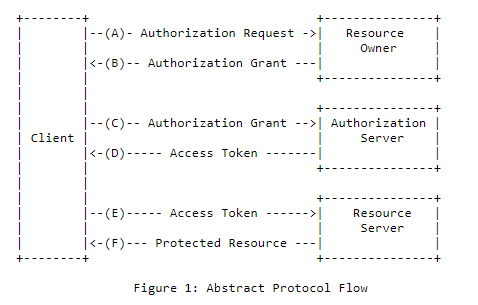 +--------+                               +---------------+
|        |--(A)- Authorization Request ->|   Resource    |
|        |                               |     Owner     |
|        |<-(B)-- Authorization Grant ---|               |
|        |                               +---------------+
|        |
|        |                               +---------------+
|        |--(C)-- Authorization Grant -->| Authorization |
| Client |                               |     Server    |
|        |<-(D)----- Access Token -------|               |
|        |                               +---------------+
|        |
|        |                               +---------------+
|        |--(E)----- Access Token ------>|    Resource   |
|        |                               |     Server    |
|        |<-(F)--- Protected Resource ---|               |
+--------+                               +---------------+
Figure 1: Abstract Protocol Flow